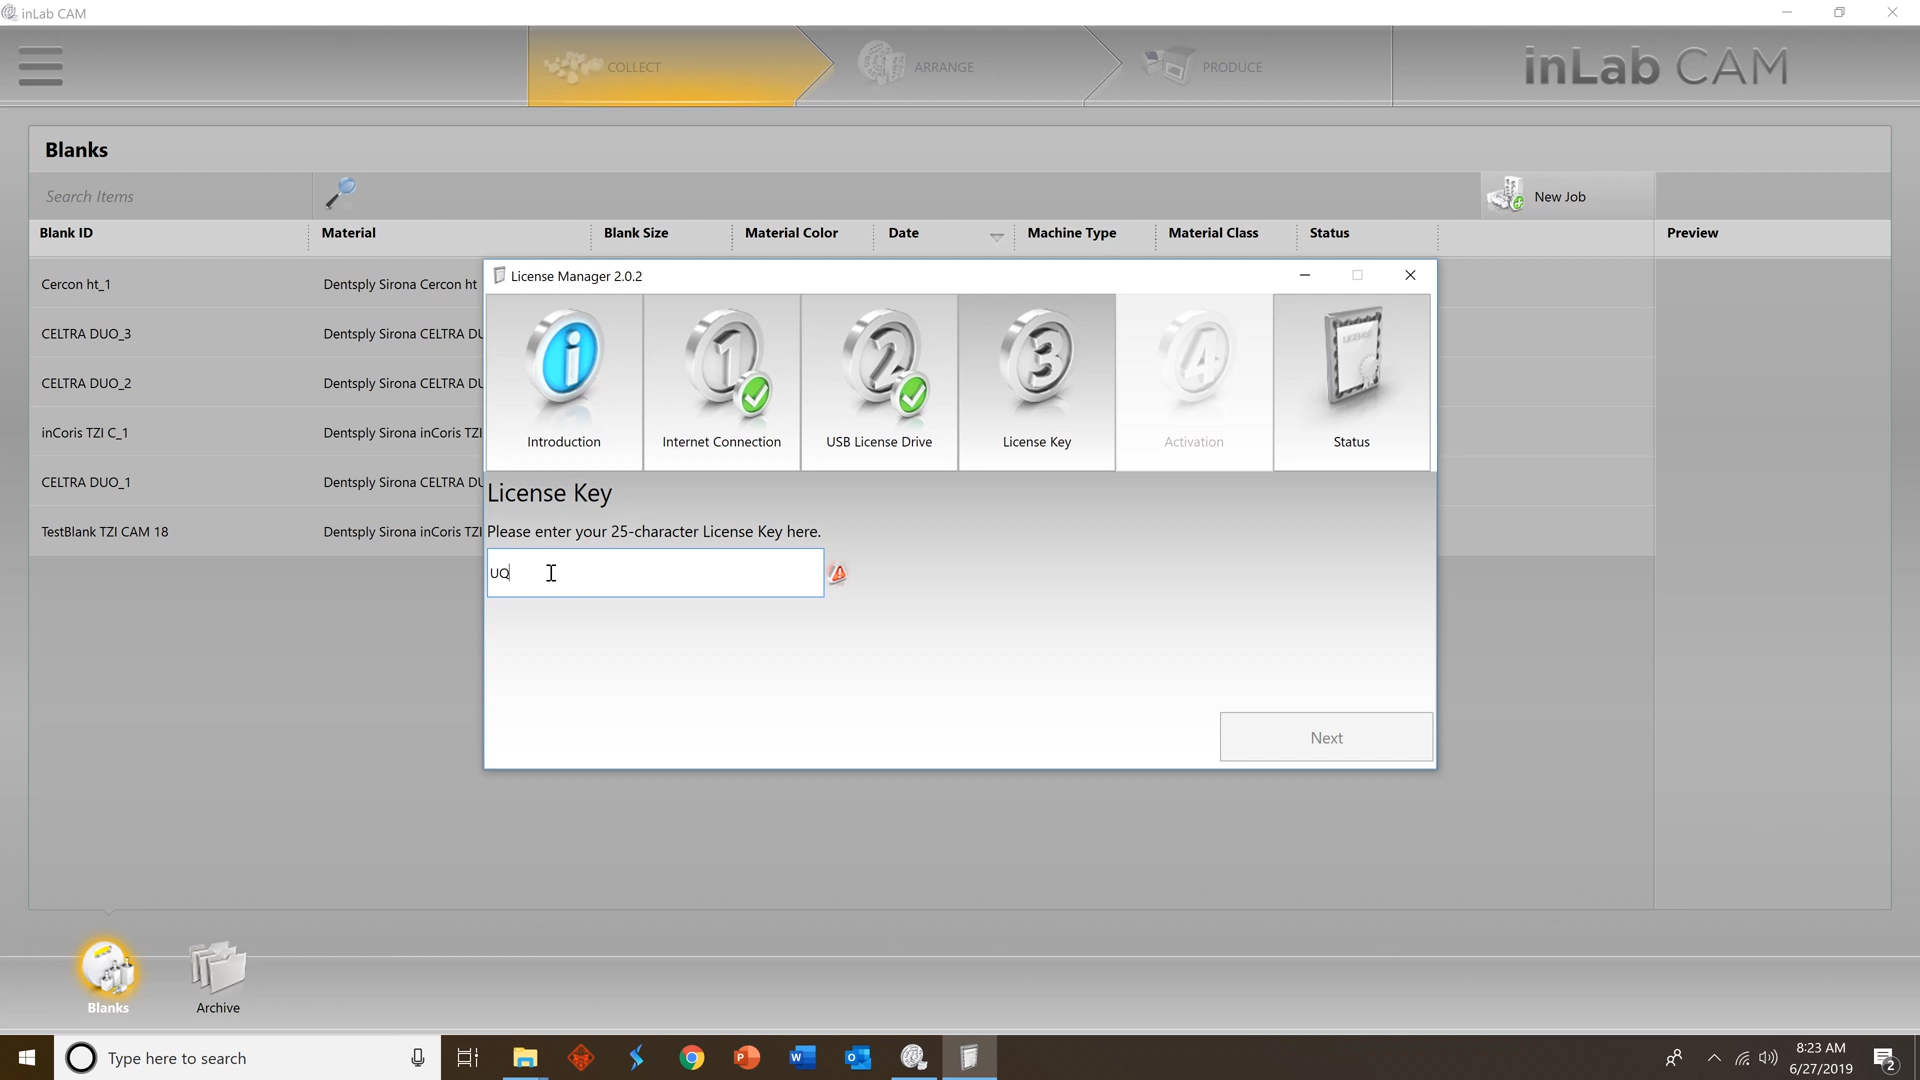 inLab CAM
COLLECT
ARRANGE
PRODUCE
inLab CAM
Blanks
Search Items
New Job
Blank ID
Material
Blank Size
Material Color
Date
Machine Type
Material Class
Status
Preview
Cercon ht_1
Dentsply Sirona Cercon ht
CELTRA DUO_3
Dentsply Sirona CELTRA DU
CELTRA DUO_2
Dentsply Sirona CELTRA DU
inCoris TZI C_1
Dentsply Sirona inCoris TZI
CELTRA DUO_1
Dentsply Sirona CELTRA DU
TestBlank TZI CAM 18
Dentsply Sirona inCoris TZI
License Manager 2.0.2
1
2
3
4
Introduction
Internet Connection
USB License Drive
License Key
Activation
Status
License Key
Please enter your 25-character License Key here.
UQ
Next
Blanks
Archive
Type here to search
8:23 AM
6/27/2019
2